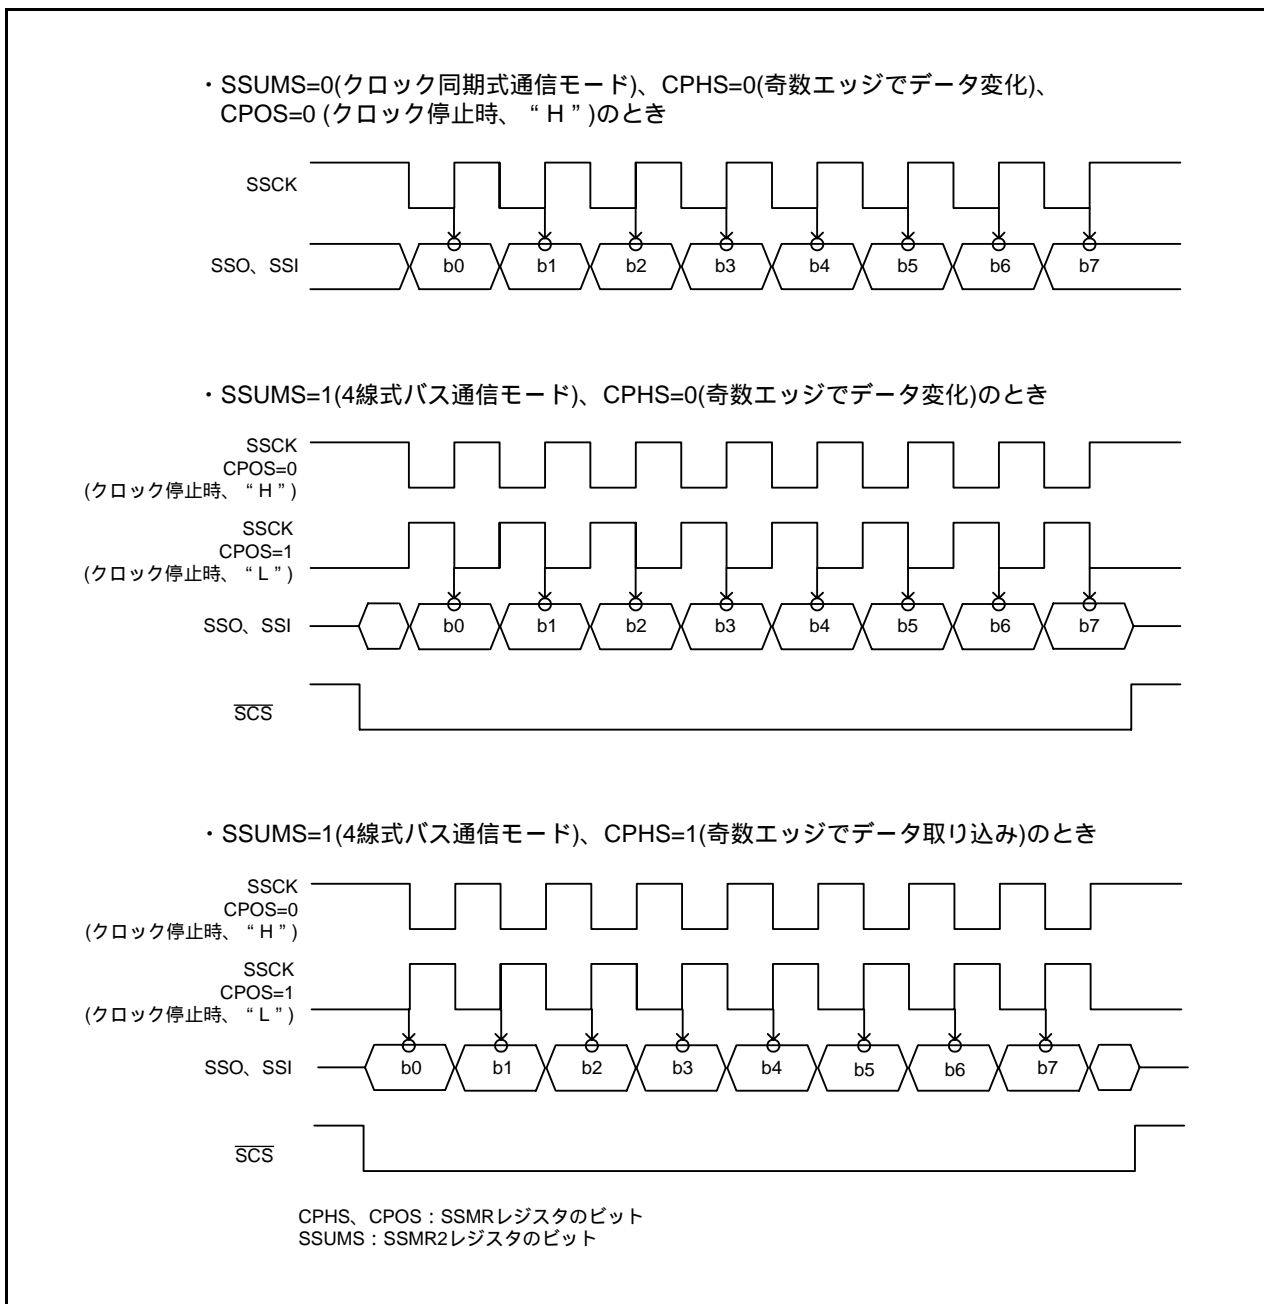 ・SSUMS=0(クロック同期式通信モード)、CPHS=0(奇数エッジでデータ変化)、
CPOS=0 (クロック停止時、“H”)のとき
SSCK
SSO、SSI
b0 b1 b2 b3 b4 b5 b6 b7
・SSUMS=1(4線式バス通信モード)、CPHS=0(奇数エッジでデータ変化)のとき
SSCK
CPOS=0
(クロック停止時、“H”)
SSCK
CPOS=1
(クロック停止時、“L”)
SSO、SSI
b0 b1 b2 b3 b4 b5 b6 b7
SCS
・SSUMS=1(4線式バス通信モード)、CPHS=1(奇数エッジでデータ取り込み)のとき
SSCK
CPOS=0
(クロック停止時、“H”)
SSCK
CPOS=1
(クロック停止時、“L”)
SSO、SSI
b0 b1 b2 b3 b4 b5 b6 b7
SCS
CPHS、CPOS：SSMRレジスタのビット
SSUMS：SSMR2レジスタのビット